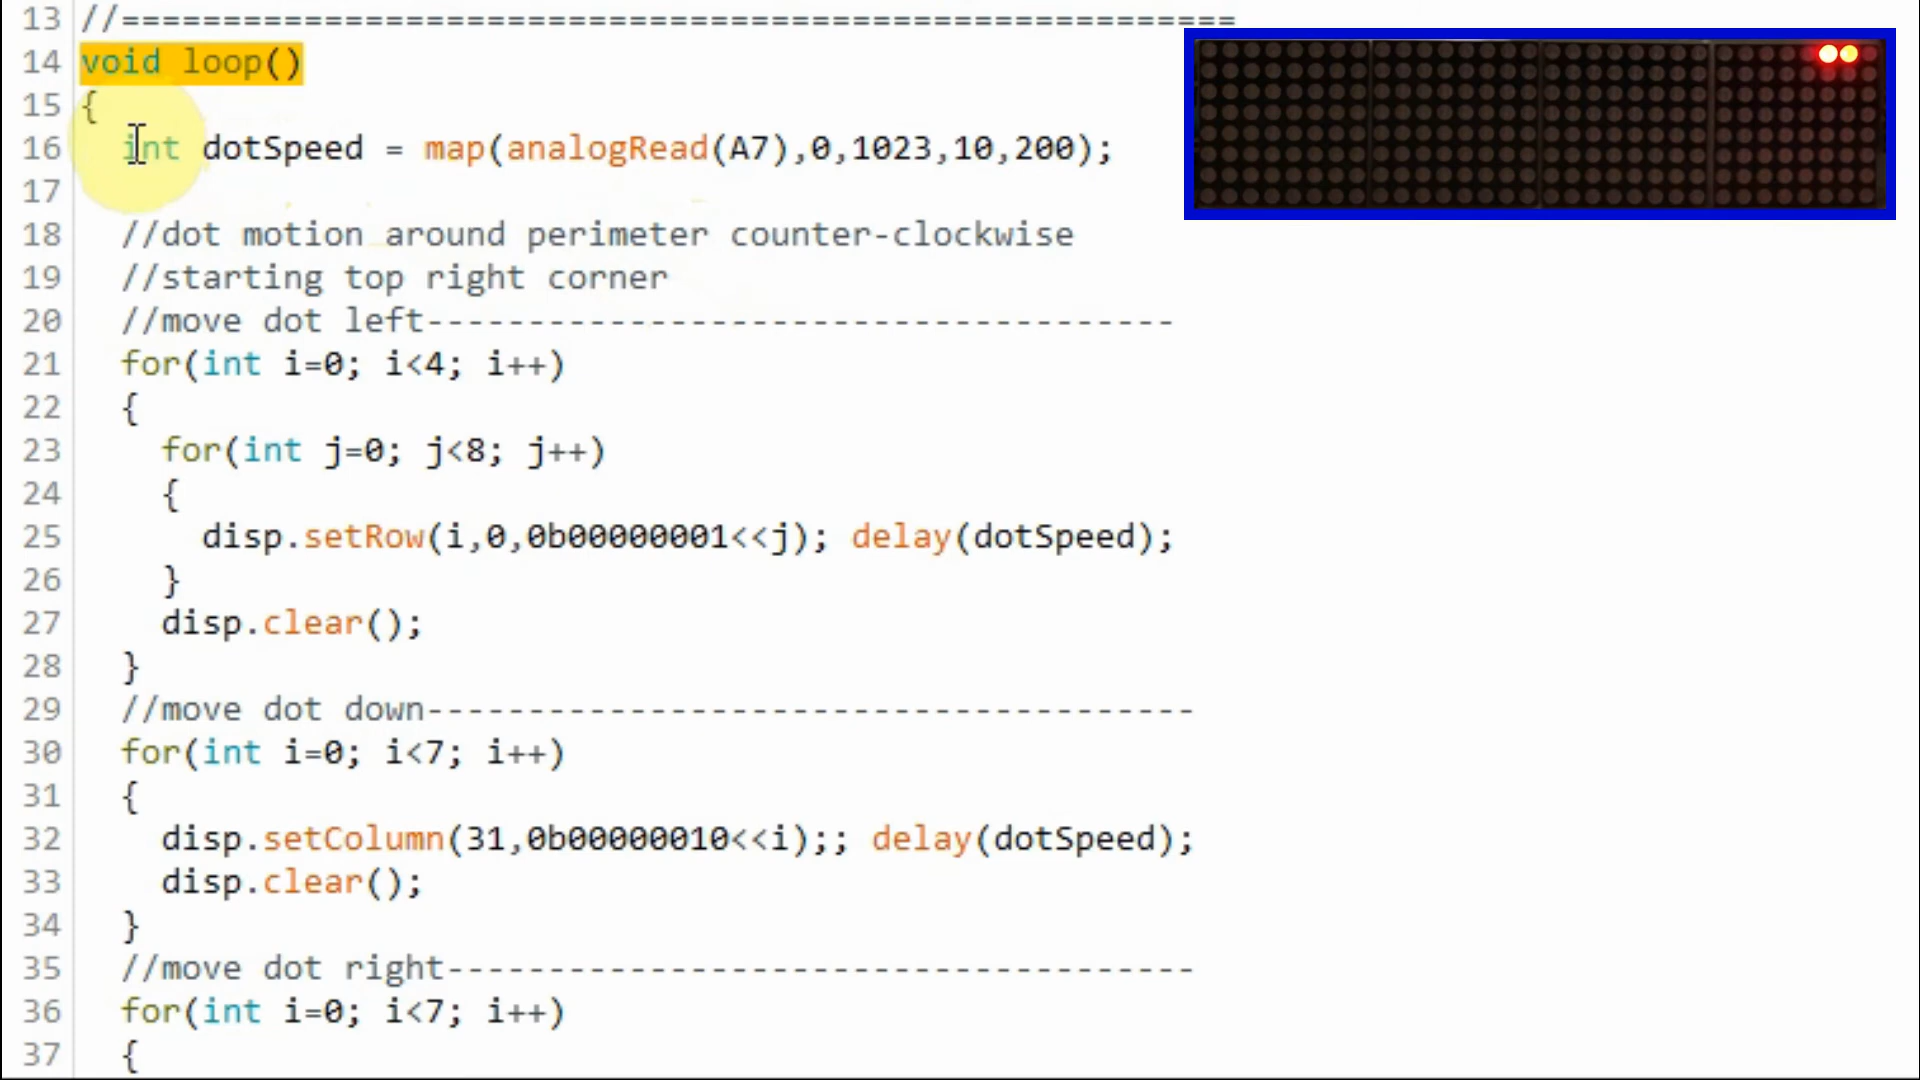 13 //=======================================================
14 void loop()
15 {
16   int dotSpeed = map(analogRead(A7),0,1023,10,200);
17
18   //dot motion around perimeter counter-clockwise
19   //starting top right corner
20   //move dot left-------------------------------------
21   for(int i=0; i<4; i++)
22   {
23     for(int j=0; j<8; j++)
24     {
25       disp.setRow(i,0,0b00000001<<j); delay(dotSpeed);
26     }
27     disp.clear();
28   }
29   //move dot down--------------------------------------
30   for(int i=0; i<7; i++)
31   {
32     disp.setColumn(31,0b00000010<<i);; delay(dotSpeed);
33     disp.clear();
34   }
35   //move dot right-------------------------------------
36   for(int i=0; i<7; i++)
37   {